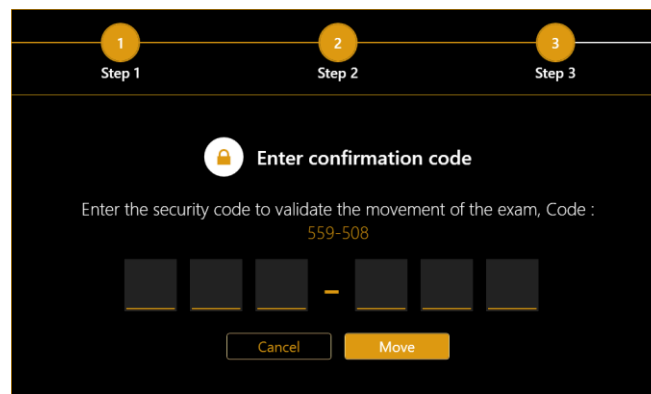 1 2 3
Step 1 Step 2 Step 3
Enter confirmation code
Enter the security code to validate the movement of the exam, Code :
559-508
–
Cancel Move